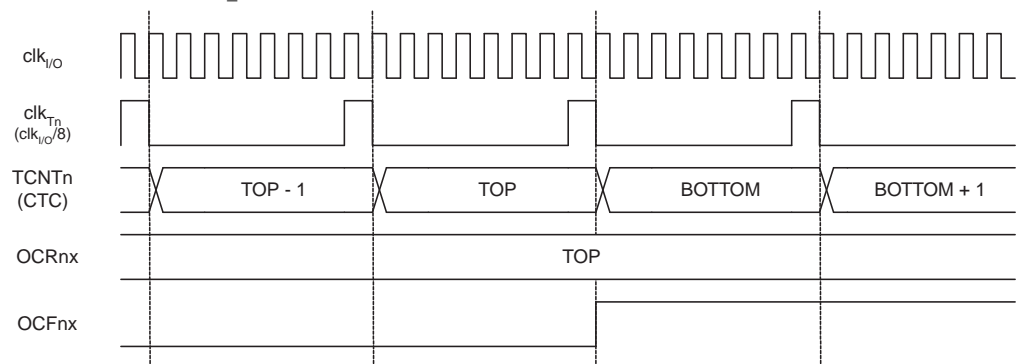 clkI/O
clkTn
(clkI/O/8)
TCNTn
(CTC)
TOP - 1
TOP
BOTTOM
BOTTOM + 1
OCRnx
TOP
OCFnx